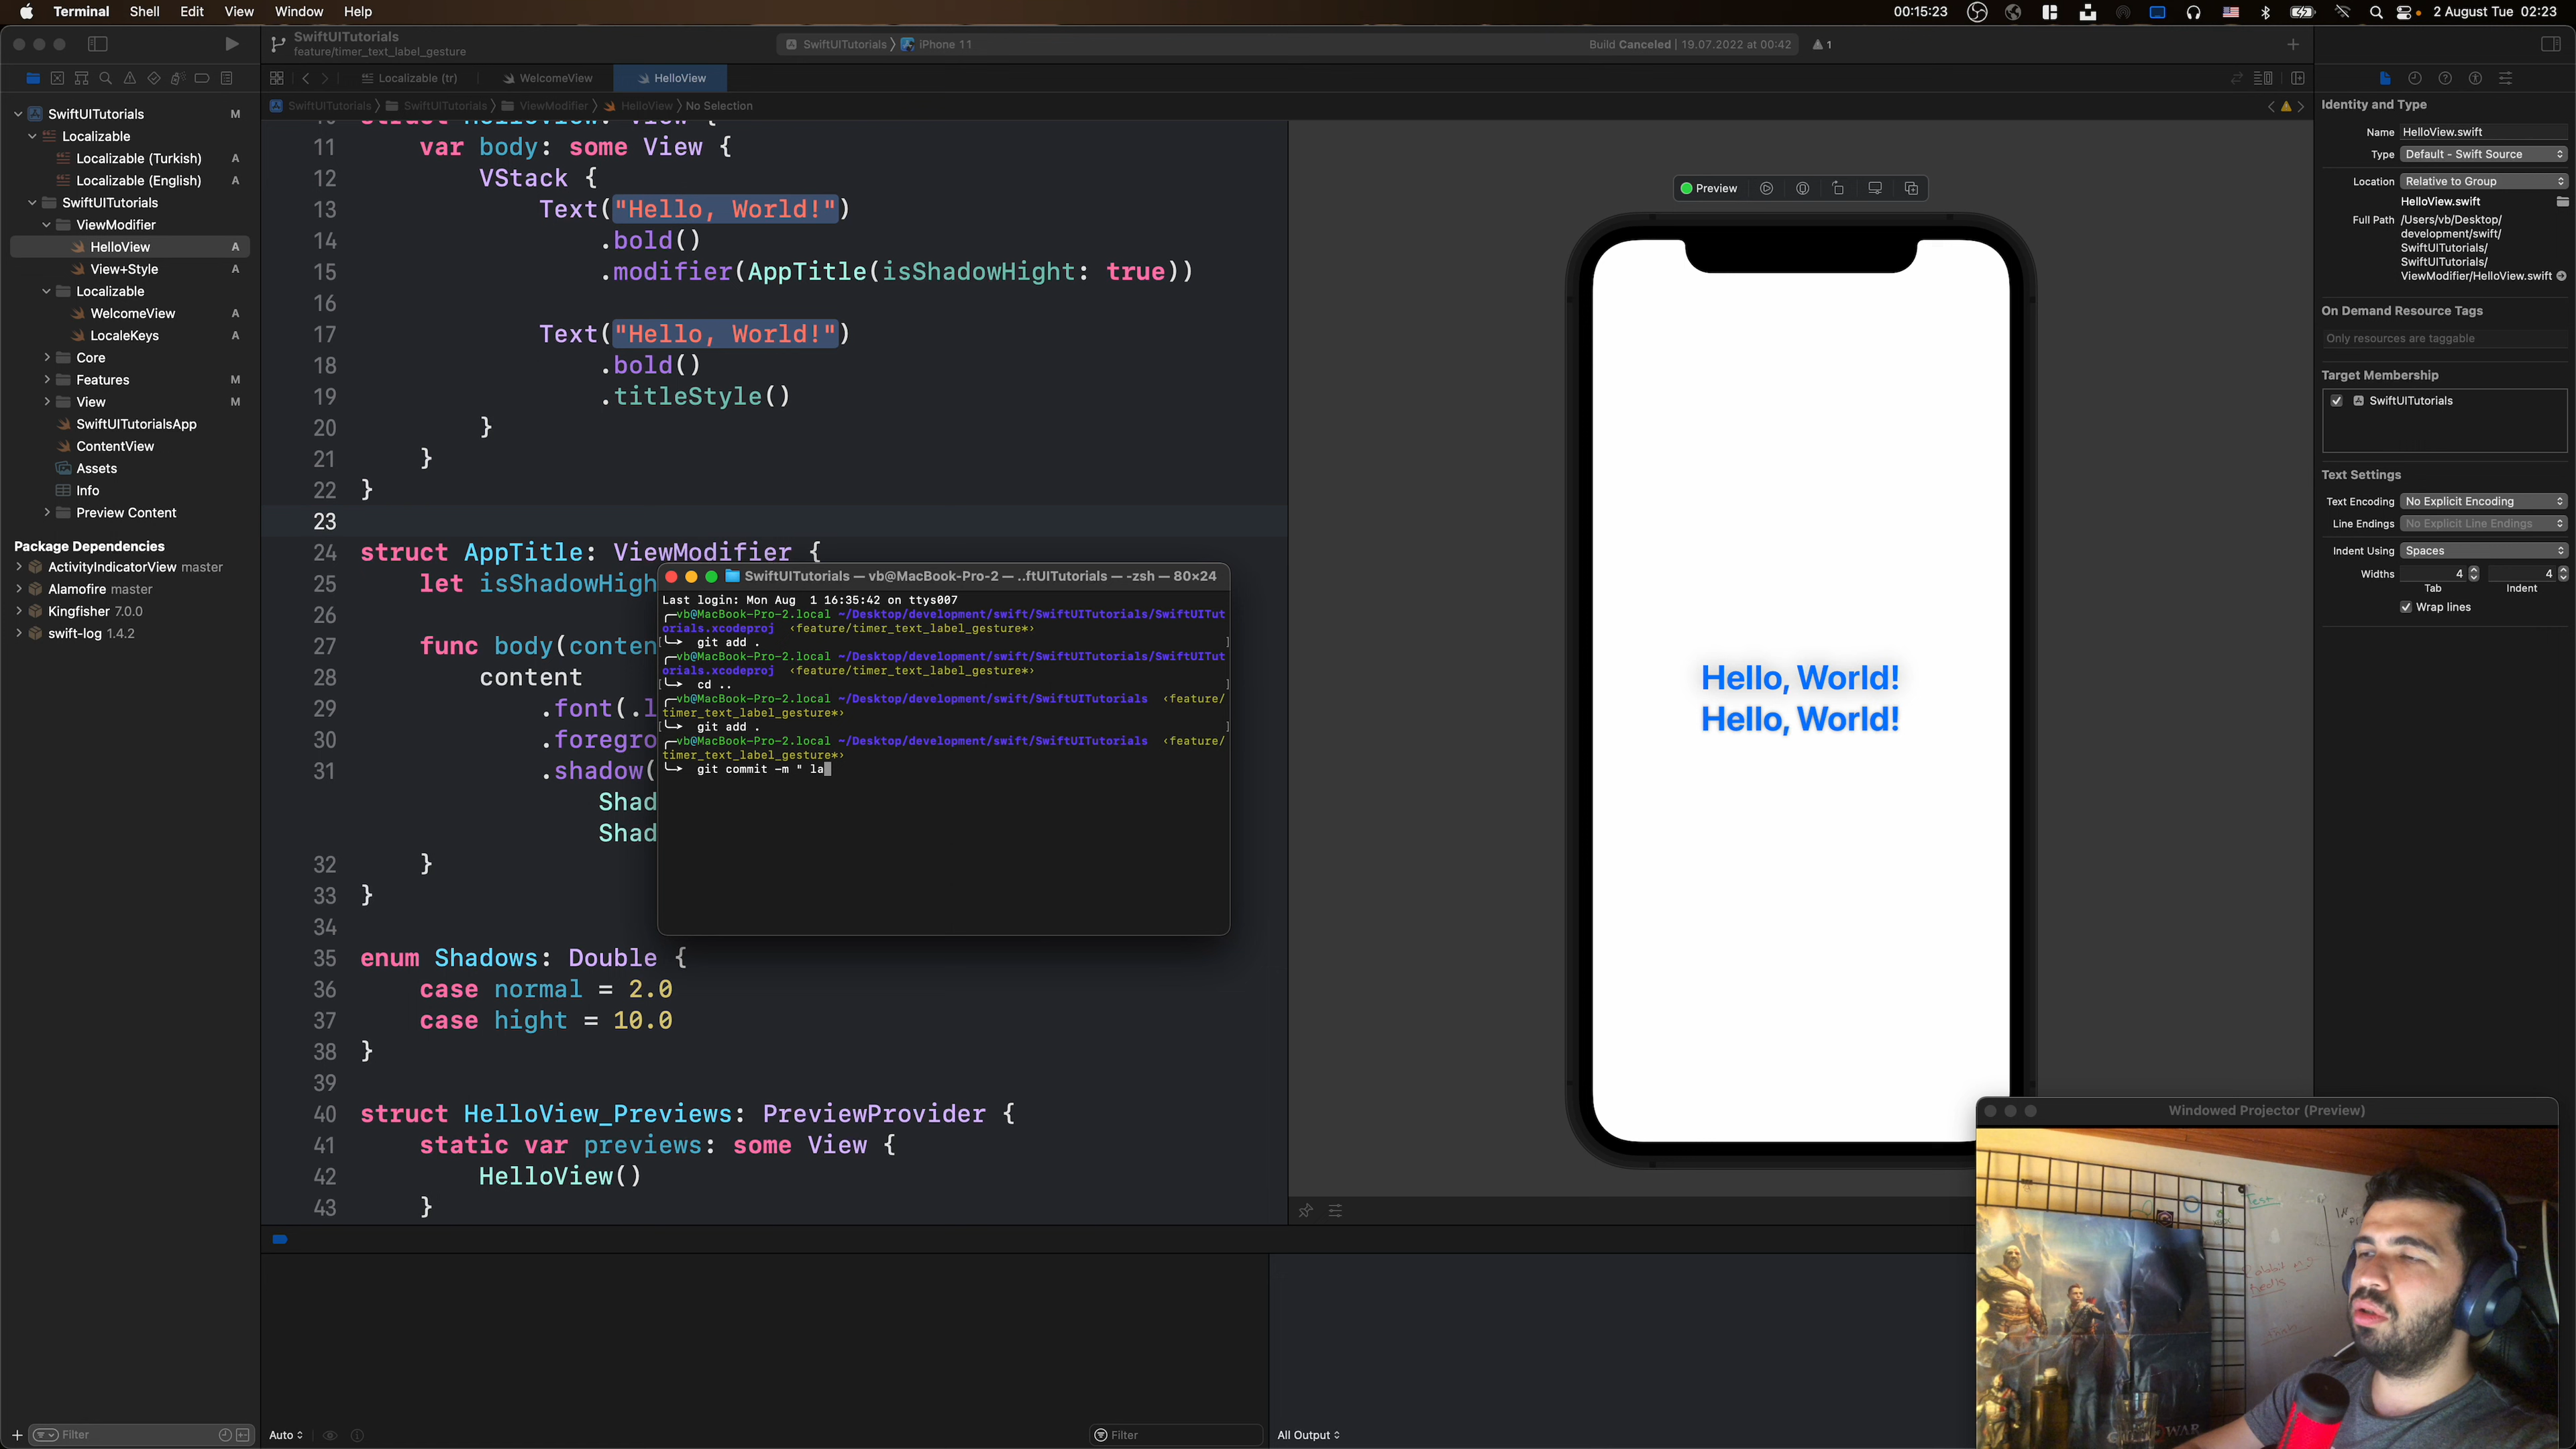 Terminal Shell Edit View Window Help
00:15:23 2 August Tue 02:23
SwiftUITutorials
feature/timer_text_label_gesture
SwiftUITutorials iPhone 11
Build Canceled | 19.07.2022 at 00:42
1
Localizable (tr) WelcomeView HelloView
SwiftUITutorials SwiftUITutorials ViewModifier HelloView No Selection
SwiftUITutorials M
Localizable
Localizable (Turkish) A
Localizable (English) A
SwiftUITutorials
ViewModifier
HelloView A
View+Style A
Localizable
WelcomeView A
LocaleKeys A
Core
Features M
View M
SwiftUITutorialsApp
ContentView
Assets
Info
Preview Content
Package Dependencies
ActivityIndicatorView master
Alamofire master
Kingfisher 7.0.0
swift-log 1.4.2
Filter
10 struct HelloView: View {
11 var body: some View {
12 VStack {
13 Text("Hello, World!")
14 .bold()
15 .modifier(AppTitle(isShadowHight: true))
16
17 Text("Hello, World!")
18 .bold()
19 .titleStyle()
20 }
21 }
22 }
23
24 struct AppTitle: ViewModifier {
25 let isShadowHigh
26
27 func body(conten
28 content
29 .font(.l
30 .foregro
31 .shadow(
Shad
Shad
32 }
33 }
34
35 enum Shadows: Double {
36 case normal = 2.0
37 case hight = 10.0
38 }
39
40 struct HelloView_Previews: PreviewProvider {
41 static var previews: some View {
42 HelloView()
43 }
SwiftUITutorials — vb@MacBook-Pro-2 — ..ftUITutorials — -zsh — 80×24
Last login: Mon Aug  1 16:35:42 on ttys007
vb@MacBook-Pro-2.local ~/Desktop/development/swift/SwiftUITutorials/SwiftUITut
orials.xcodeproj ‹feature/timer_text_label_gesture*›
git add .
vb@MacBook-Pro-2.local ~/Desktop/development/swift/SwiftUITutorials/SwiftUITut
orials.xcodeproj ‹feature/timer_text_label_gesture*›
cd ..
vb@MacBook-Pro-2.local ~/Desktop/development/swift/SwiftUITutorials ‹feature/
timer_text_label_gesture*›
git add .
vb@MacBook-Pro-2.local ~/Desktop/development/swift/SwiftUITutorials ‹feature/
timer_text_label_gesture*›
git commit -m " la
Auto
Filter
All Output
Preview
Hello, World!
Hello, World!
Identity and Type
Name HelloView.swift
Type Default - Swift Source
Location Relative to Group
HelloView.swift
Full Path /Users/vb/Desktop/
development/swift/
SwiftUITutorials/
SwiftUITutorials/
ViewModifier/HelloView.swift
On Demand Resource Tags
Only resources are taggable
Target Membership
SwiftUITutorials
Text Settings
Text Encoding No Explicit Encoding
Line Endings No Explicit Line Endings
Indent Using Spaces
Widths 4 4
Tab Indent
Wrap lines
Windowed Projector (Preview)
Test
WAR